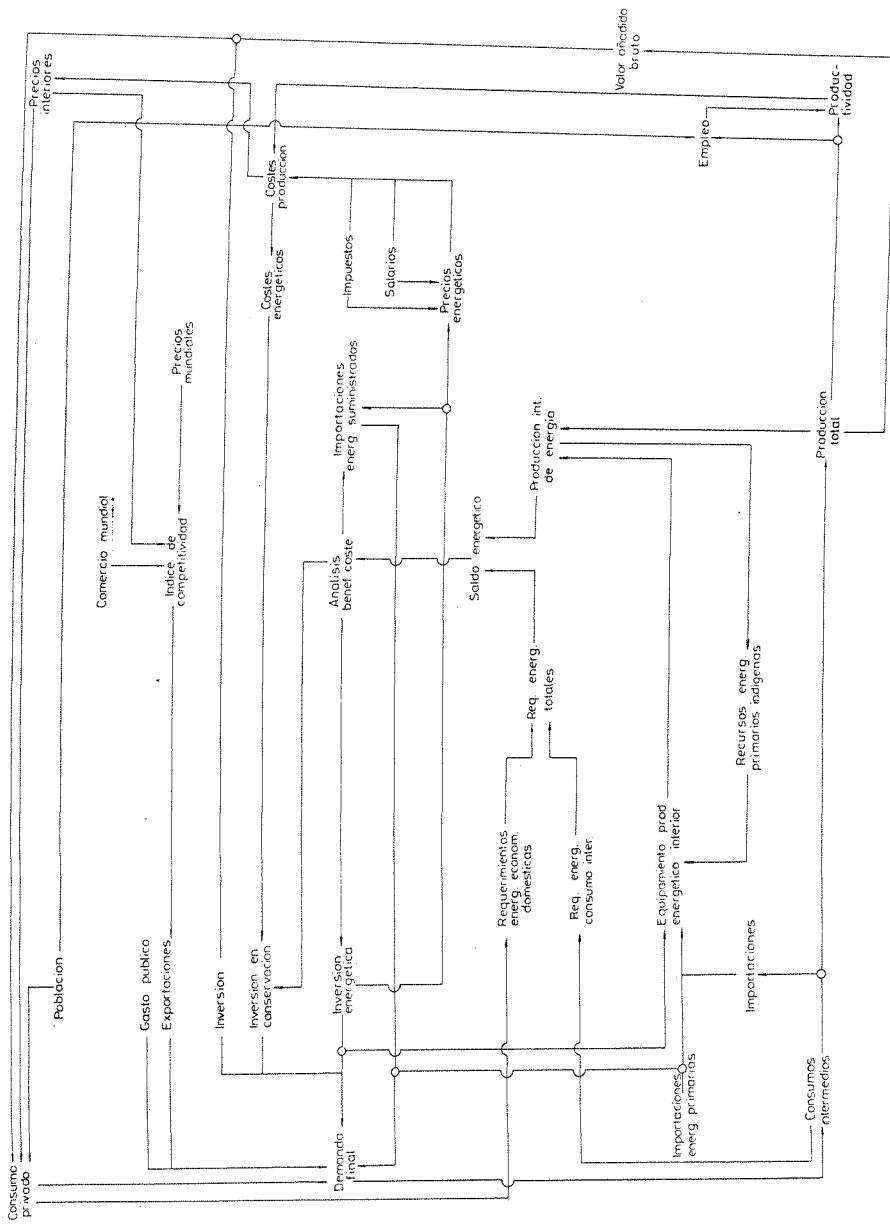 Consumo
privado
Poblacion
Precios
interiores
Gasto publico
Exportaciones
Comercio mundial
Indice de
competitividad
Precios
mundiales
Inversion
Inversion en
conservacion
Costes
energeticos
Costes
produccion
Valor añadido
bruto
Demanda
final
Inversion
energetica
Analisis
benef. coste
Importaciones
energ. suministradas
Impuestos
Salarios
Precios
energeticos
Requerimientos
energ. econom.
domesticas
Req. energ.
consumo inter.
Req. energ.
totales
Saldo energetico
Produccion int.
de energia
Equipamiento prod.
energetico interior
Recursos energ.
primarios indigenas
Importaciones
energ primarias
Importaciones
Empleo
Consumos
intermedios
Produccion
total
Produc-
tividad